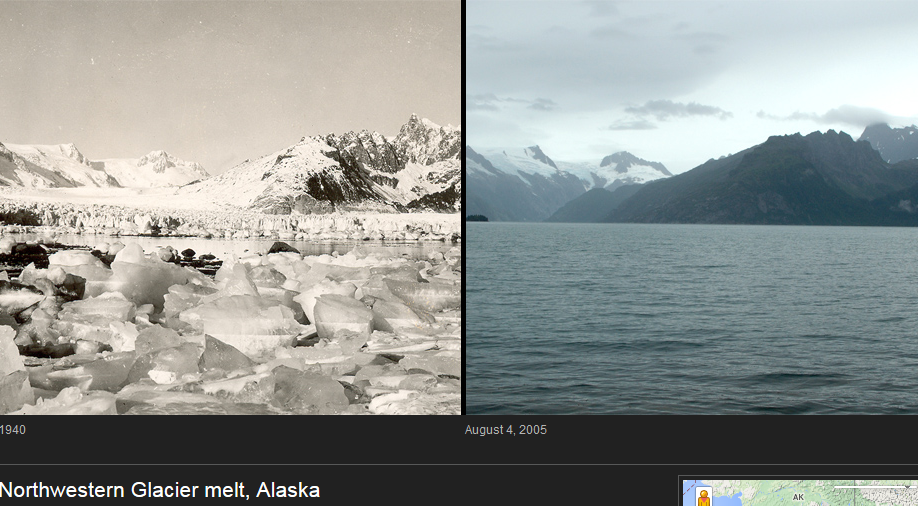 1940
August 4, 2005
Northwestern Glacier melt, Alaska
AK